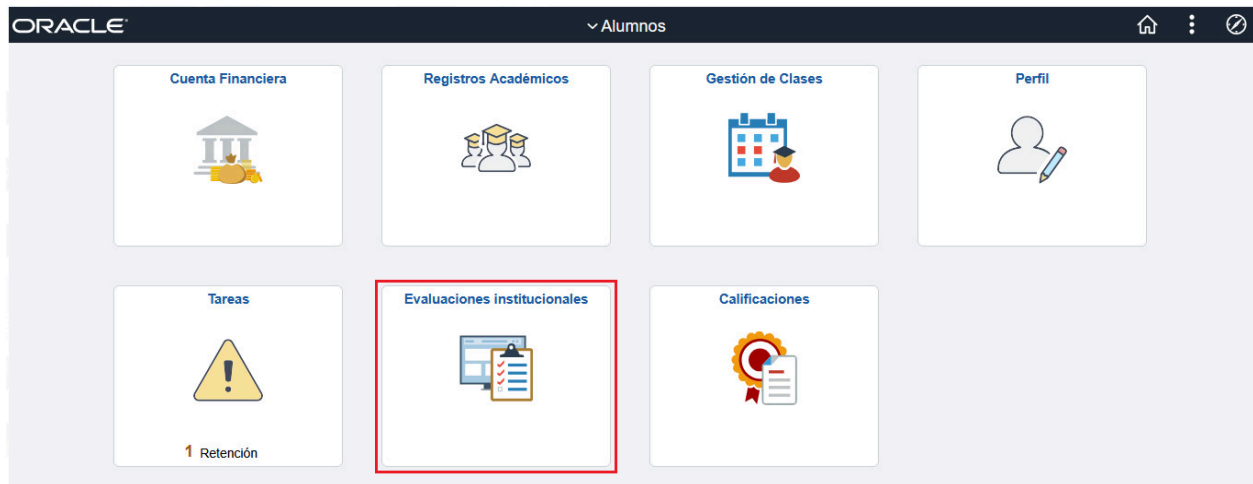 ORACLE
Alumnos
Cuenta Financiera
Registros Académicos
Gestión de Clases
Perfil
Tareas
Evaluaciones institucionales
Calificaciones
1 Retención